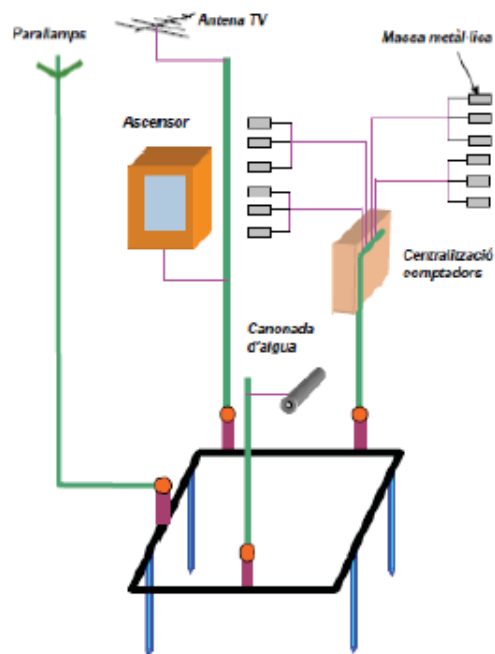 Parallamps
Antena TV
Massa metàl·lica
Ascensor
Centralització
comptadors
Canonada
d'aigua